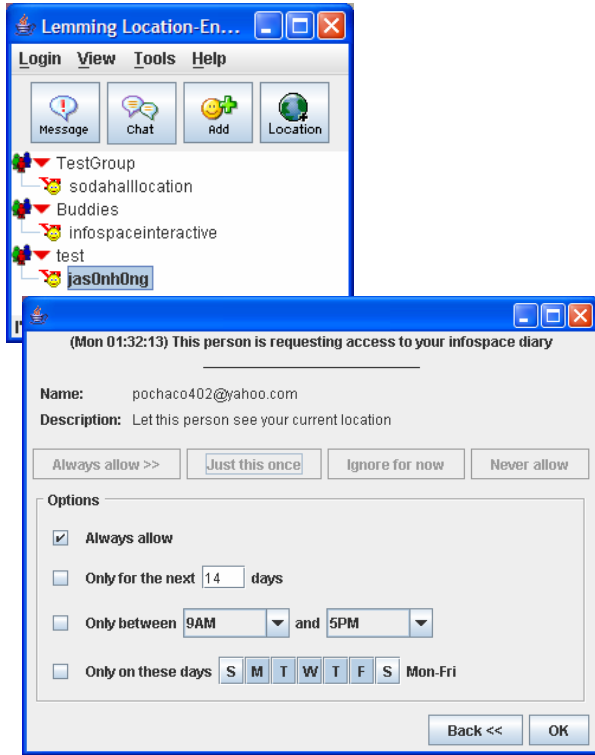 Lemming Location-En...
Login View Tools Help
Message Chat Add Location
TestGroup
sodahalllocation
Buddies
infospaceinteractive
test
jas0nh0ng
(Mon 01:32:13) This person is requesting access to your infospace diary
Name: pochaco402@yahoo.com
Description: Let this person see your current location
Always allow >> Just this once Ignore for now Never allow
Options
Always allow
Only for the next 14 days
Only between 9AM and 5PM
Only on these days S M T W T F S Mon-Fri
Back << OK